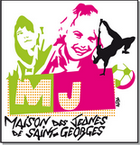 MJ
MAISON DES JEUNES
DE SAINT GEORGES